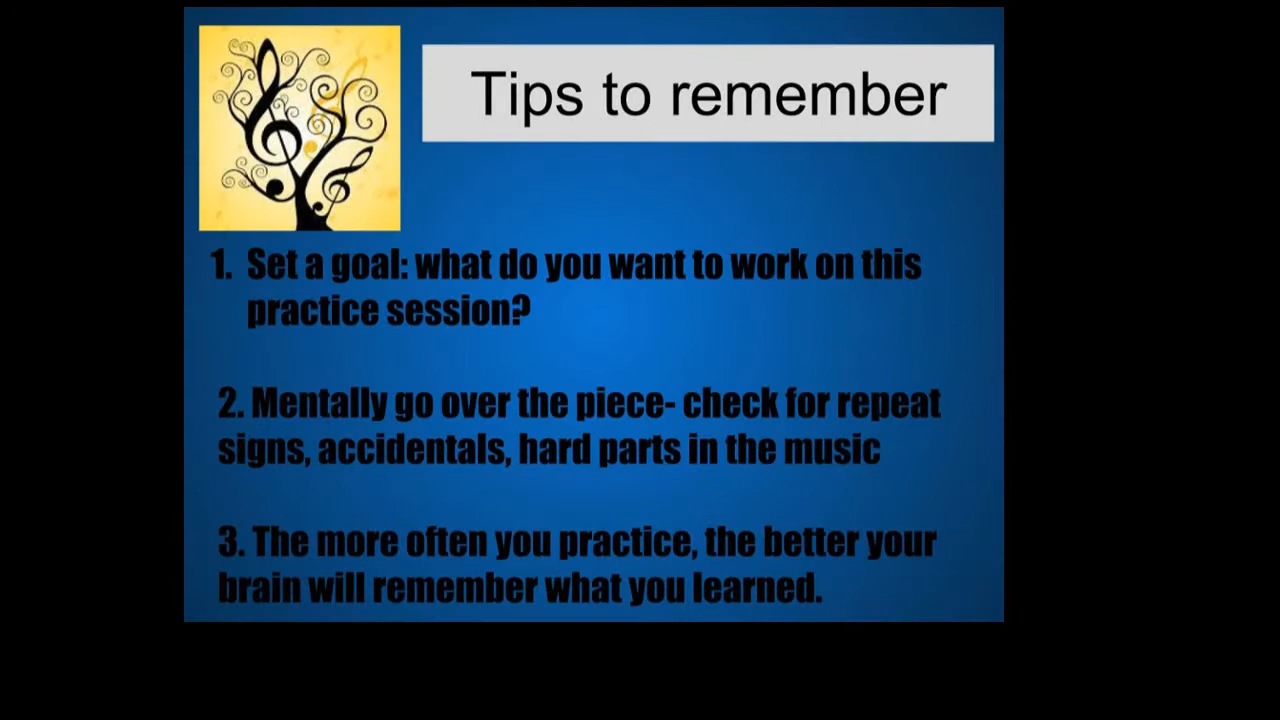 Tips to remember
1. Set a goal: what do you want to work on this
practice session?
2. Mentally go over the piece- check for repeat
signs, accidentals, hard parts in the music
3. The more often you practice, the better your
brain will remember what you learned.